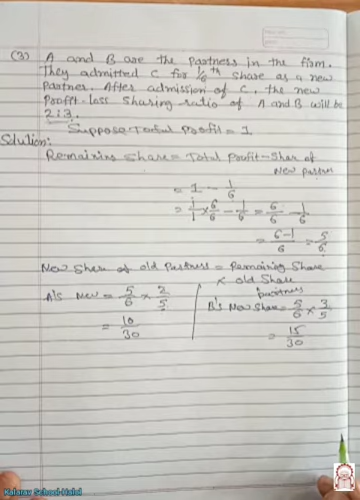 (3) A and B are the Partners in the firm.
They admitted C for 1/6th share as a new
Partner. After admission of C, the new
Profit-loss Sharing ratio of A and B will be
2:3.
Suppose Total Profit = 1
Solution:
Remaining Share = Total Profit - Share of
New Partner
= 1 - 1/6
= 1/1 × 6/6 - 1/6 = 6/6 - 1/6
= 6-1/6 = 5/6
New Share of old Partners = Remaining Share
× old Share
Partners
A's New = 5/6 × 2/5
B's New Share = 5/6 × 3/5
= 10/30
= 15/30
Kalarav School-Halol